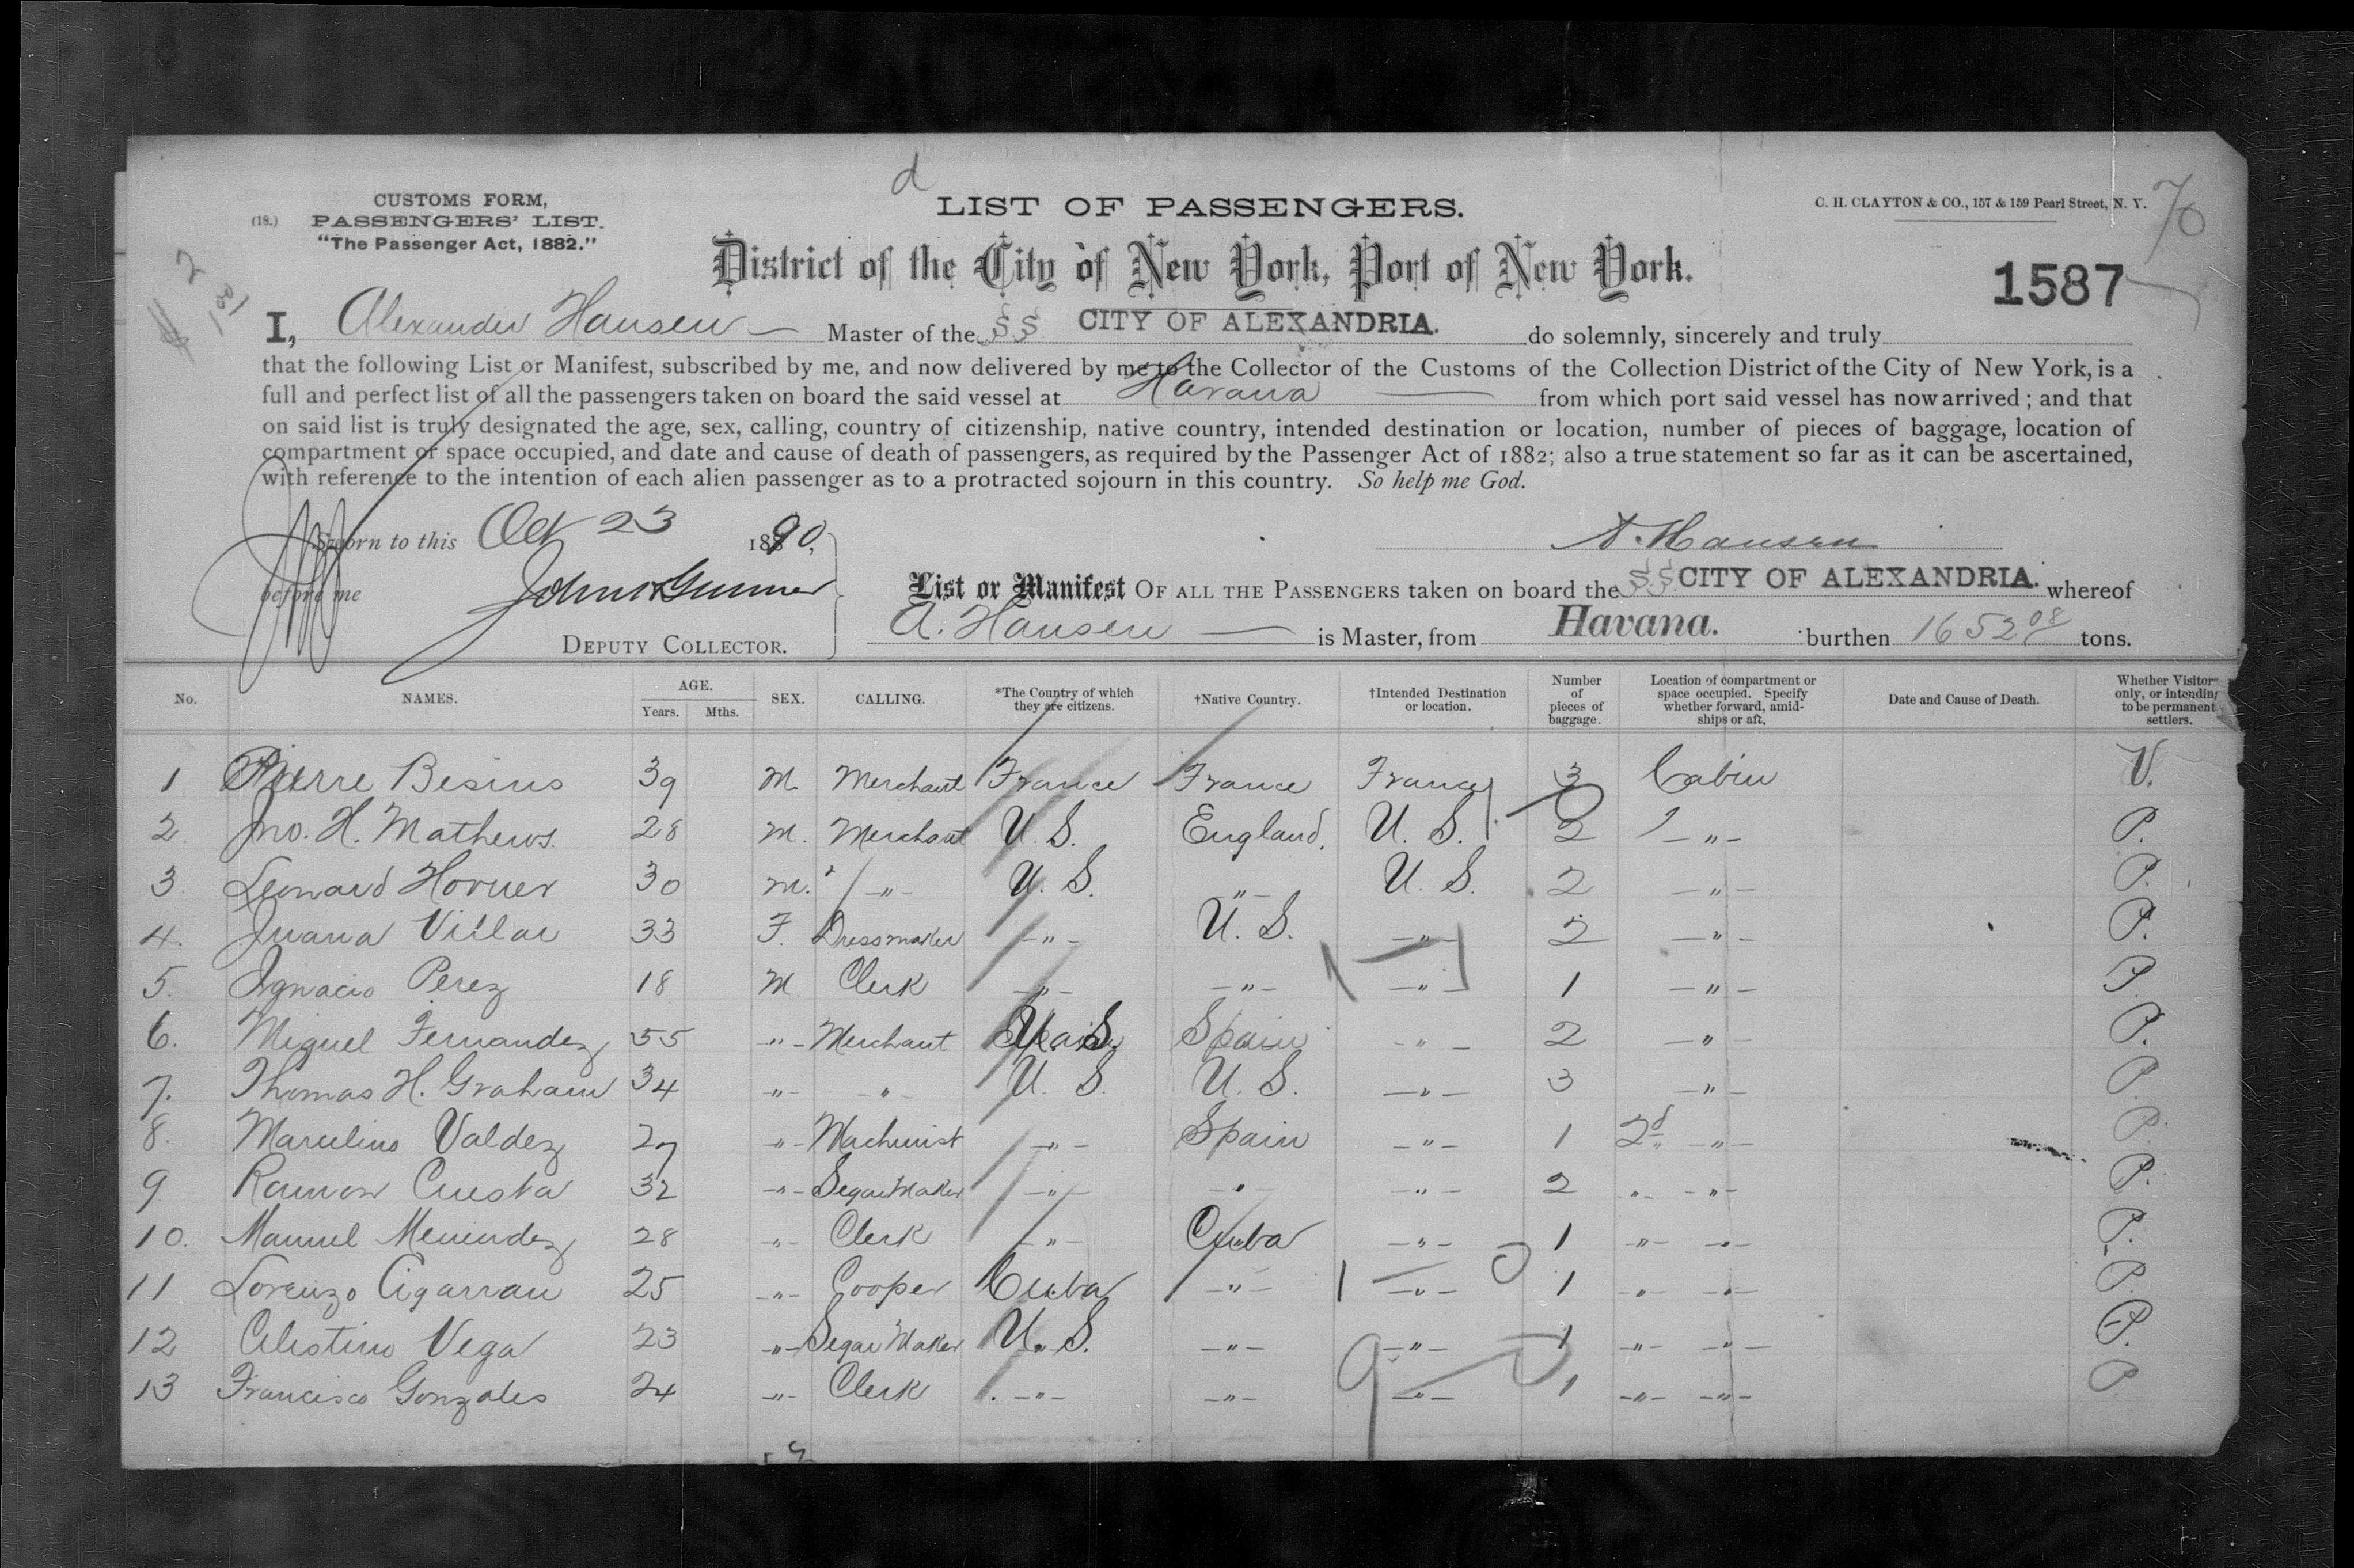 d
CUSTOMS FORM,
(18.) PASSENGERS' LIST.
"The Passenger Act, 1882."
LIST OF PASSENGERS.
C. H. CLAYTON & CO., 157 & 159 Pearl Street, N. Y.
70
District of the City of New York, Port of New York.
1587
I, Alexander Hansen — Master of the SS CITY OF ALEXANDRIA. do solemnly, sincerely and truly
that the following List or Manifest, subscribed by me, and now delivered by me to the Collector of the Customs of the Collection District of the City of New York, is a
full and perfect list of all the passengers taken on board the said vessel at Havana — from which port said vessel has now arrived; and that
on said list is truly designated the age, sex, calling, country of citizenship, native country, intended destination or location, number of pieces of baggage, location of
compartment or space occupied, and date and cause of death of passengers, as required by the Passenger Act of 1882; also a true statement so far as it can be ascertained,
with reference to the intention of each alien passenger as to a protracted sojourn in this country. So help me God.
Sworn to this Oct 23 1890,
A. Hansen
before me
DEPUTY COLLECTOR.
List or Manifest OF ALL THE PASSENGERS taken on board the SS CITY OF ALEXANDRIA. whereof
A. Hansen — is Master, from Havana. burthen 1652 08 tons.
No. NAMES. AGE. Years. Mths. SEX. CALLING. *The Country of which they are citizens. †Native Country. †Intended Destination or location. Number of pieces of baggage. Location of compartment or space occupied. Specify whether forward, amidships or aft. Date and Cause of Death. Whether Visitor only, or intending to be permanent settlers.
1 Pierre Besins 39 M. Merchant France France France 3 Cabin V.
2 Jno. H. Mathews. 28 M. Merchant U. S. England. U. S. 2 -"- P.
3. Leonard Horner 30 M. -"- U. S. -"- U. S. 2 -"- P.
4. Juana Villar 33 F. Dressmaker -"- U. S. -"- 2 -"- P.
5. Ignacio Perez 18 M Clerk -"- -"- -"- 1 -"- P.
6. Miguel Fernandez 55 -"- Merchant U. S. Spain -"- 2 -"- P.
7. Thomas H. Graham 34 -"- -"- U. S. U. S. -"- 3 -"- P.
8. Marcelino Valdez 27 -"- Machinist -"- Spain -"- 1 2d -"- P.
9 Ramon Cuesta 32 -"- Segar Maker -"- -"- -"- 2 -"- -"- P.
10. Manuel Menendez 28 -"- Clerk -"- Cuba -"- 1 -"- -"- P.
11 Lorenzo Cigarran 25 -"- Cooper Cuba -"- -"- 1 -"- -"- P.
12 Celestino Vega 23 -"- Segar Maker U. S. -"- -"- 1 -"- -"- P.
13 Francisco Gonzales 24 -"- Clerk -"- -"- -"- 1 -"- -"- P